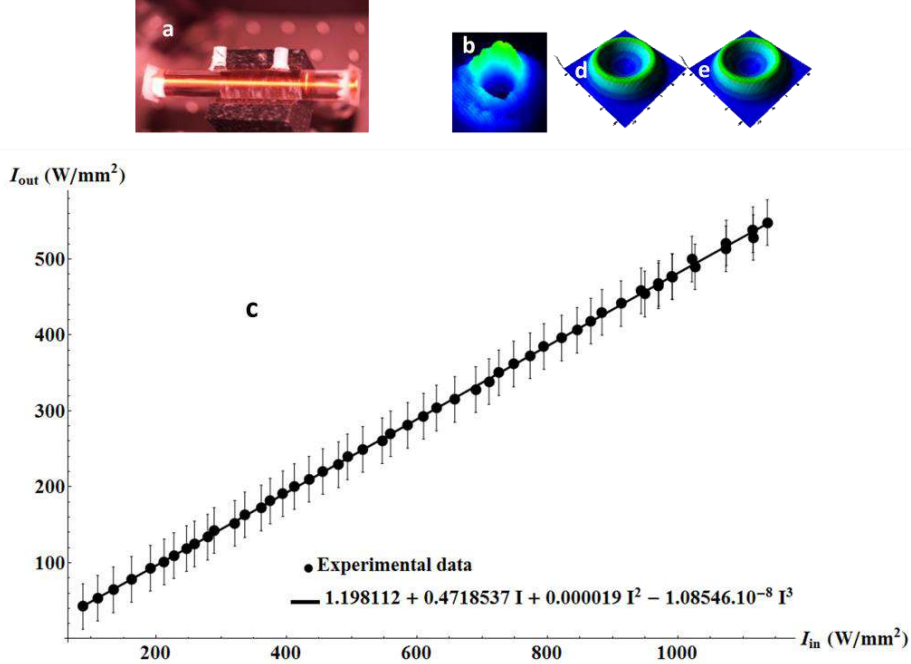 a
b
d
e
I_out (W/mm²)
500
c
400
300
200
100
● Experimental data
— 1.198112 + 0.4718537 I + 0.000019 I² − 1.08546.10⁻⁸ I³
200
400
600
800
1000
I_in (W/mm²)